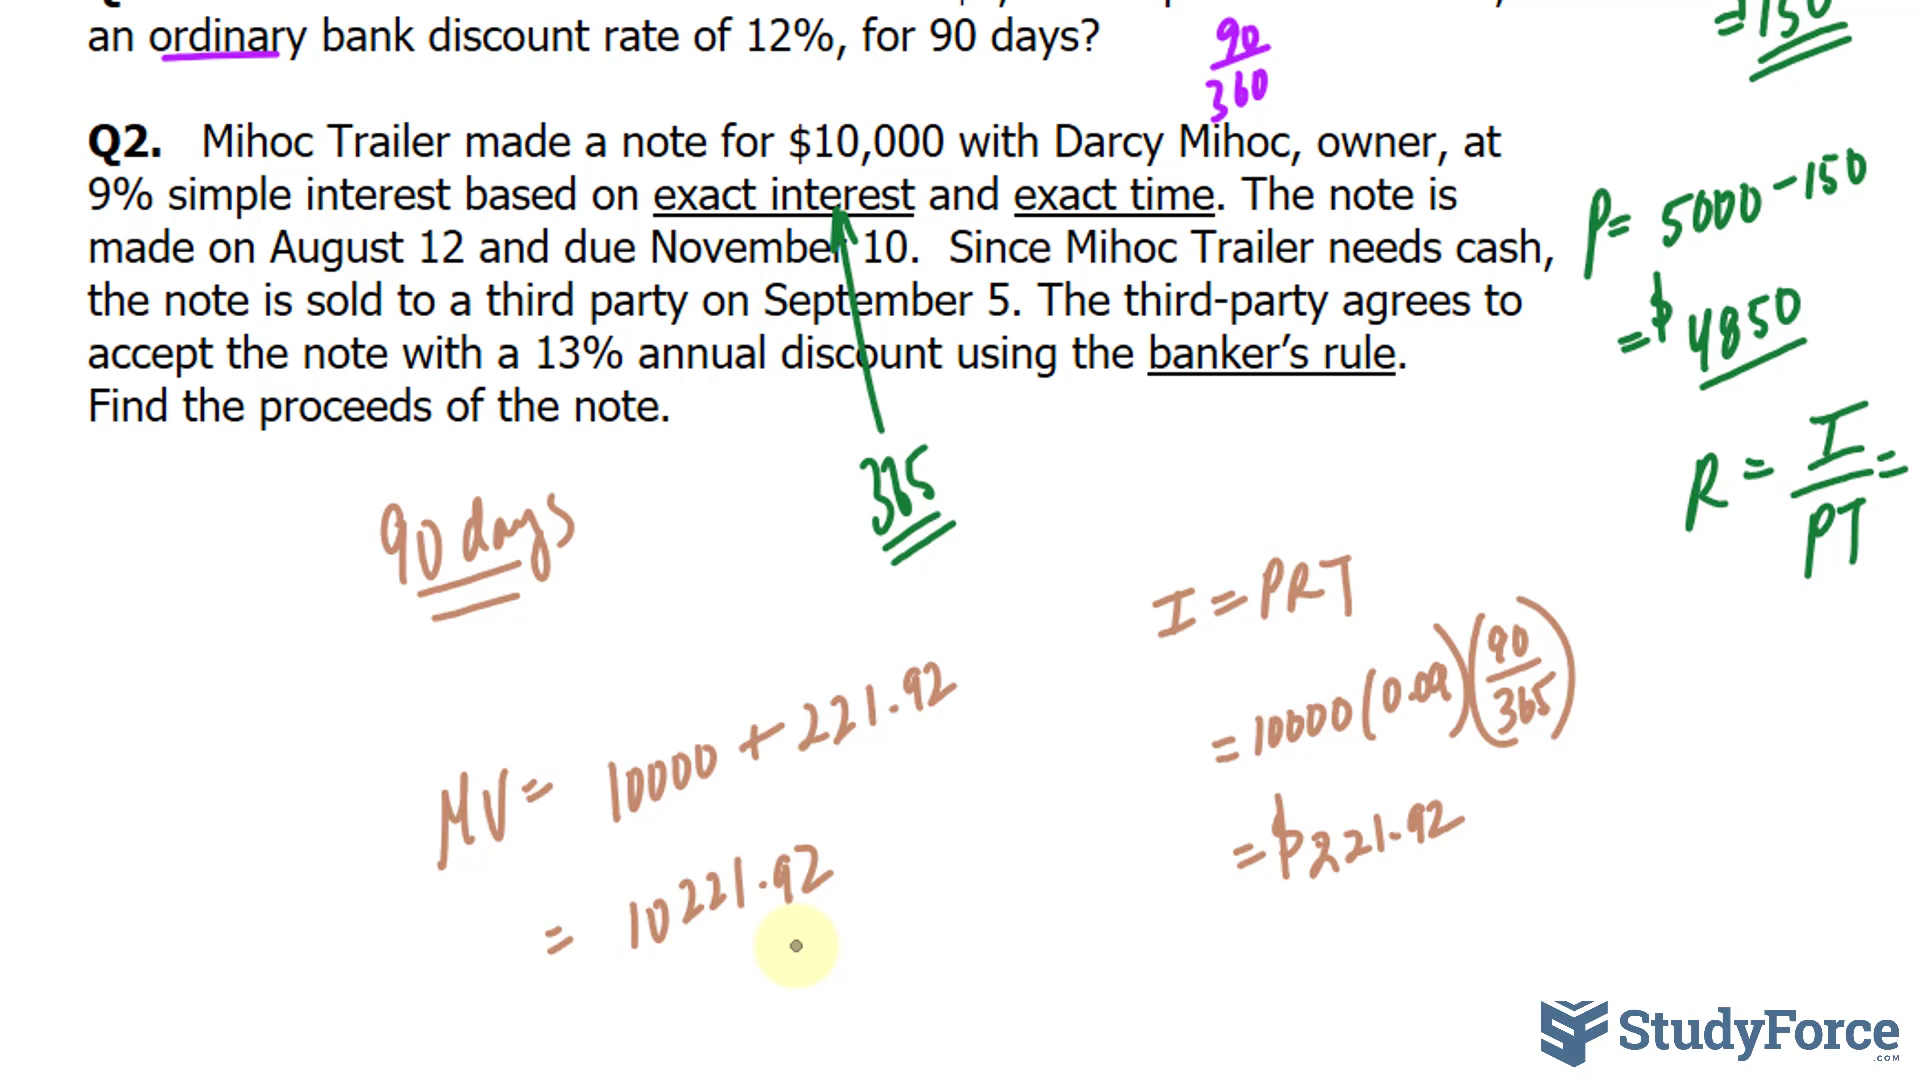 an ordinary bank discount rate of 12%, for 90 days?
90
360
= 150
Q2. Mihoc Trailer made a note for $10,000 with Darcy Mihoc, owner, at
9% simple interest based on exact interest and exact time. The note is
made on August 12 and due November 10. Since Mihoc Trailer needs cash,
the note is sold to a third party on September 5. The third-party agrees to
accept the note with a 13% annual discount using the banker’s rule.
Find the proceeds of the note.
P= 5000-150
=$4850
R = I/PT =
365
90 days
I = PRT
= 10000(0.09)(90/365)
= $221.92
MV= 10000 + 221.92
= 10221.92
StudyForce
.COM